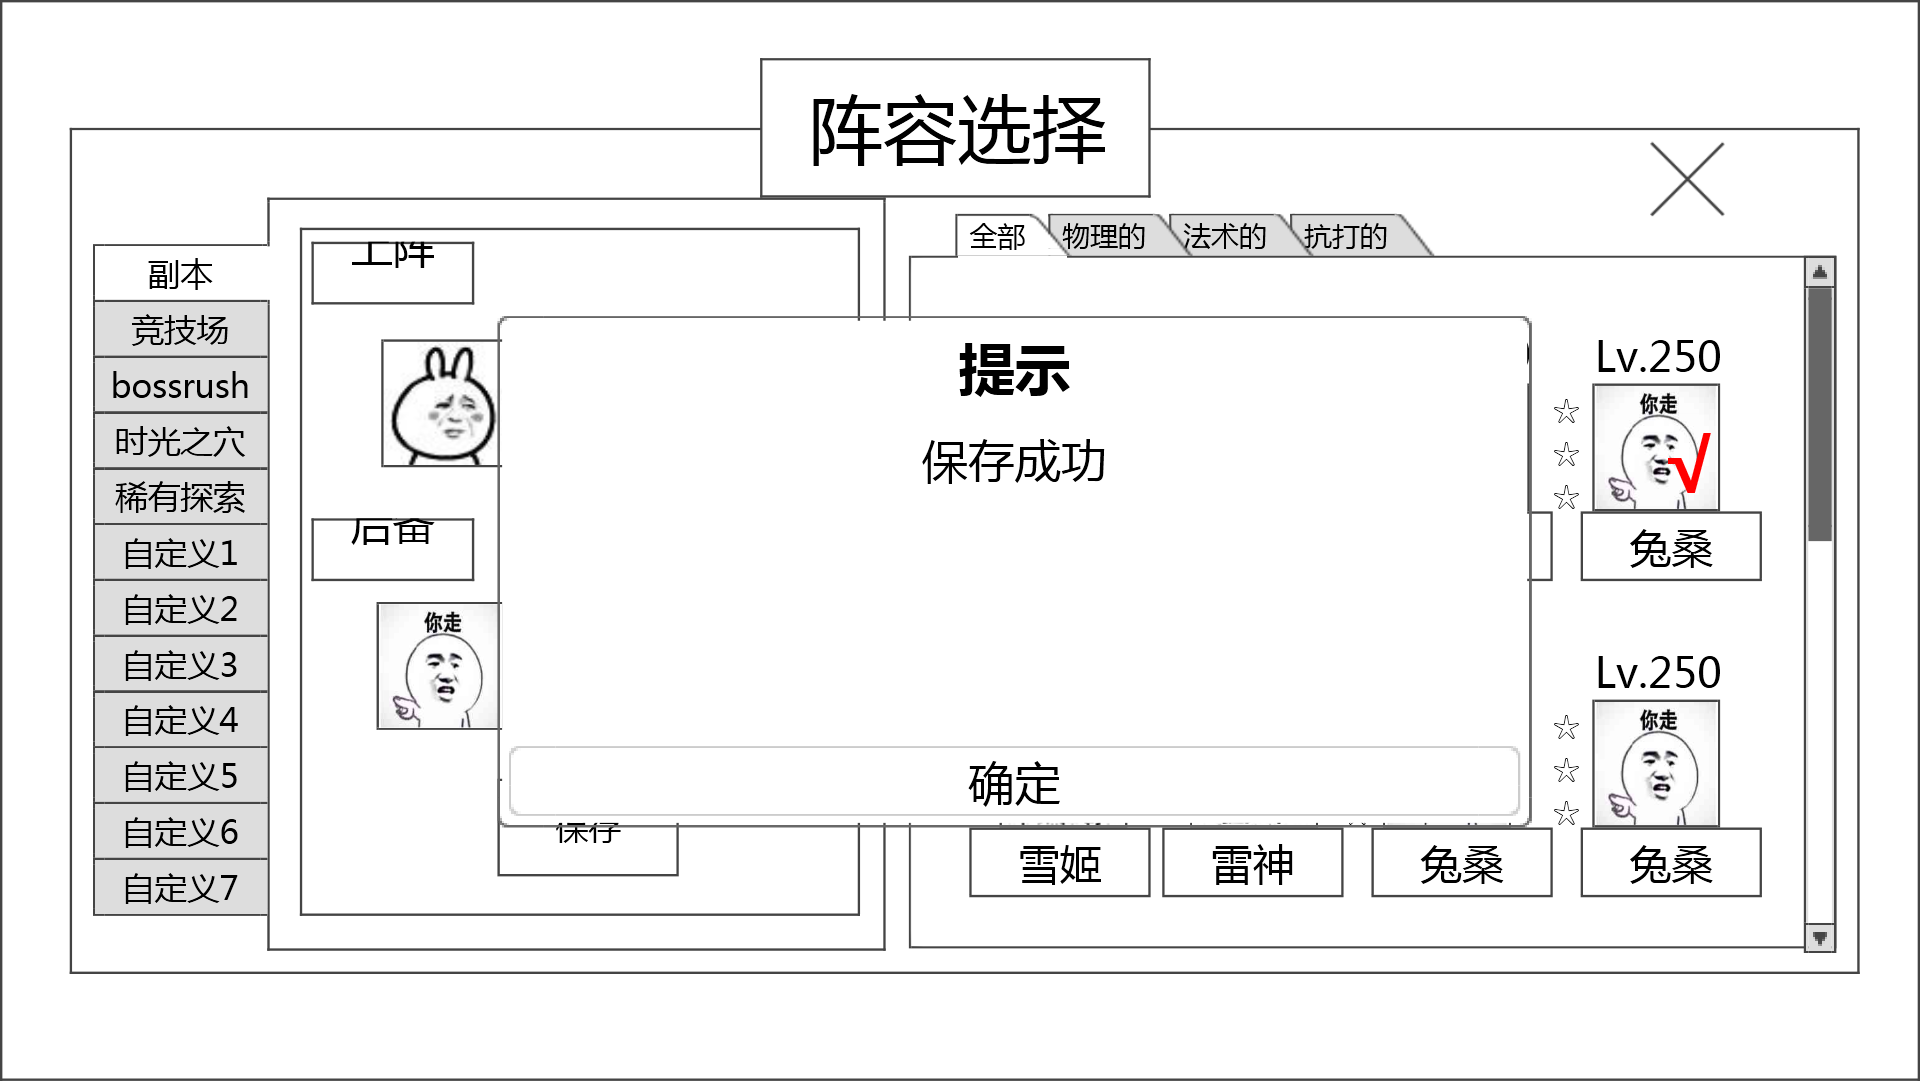 阵容选择
全部
物理的
法术的
抗打的
副本
竞技场
bossrush
时光之穴
稀有探索
自定义1
自定义2
自定义3
自定义4
自定义5
自定义6
自定义7
上阵
后备
你走
保存
提示
保存成功
确定
Lv.250
☆
☆
☆
你走
√
兔桑
Lv.250
☆
☆
☆
你走
雪姬
雷神
兔桑
兔桑